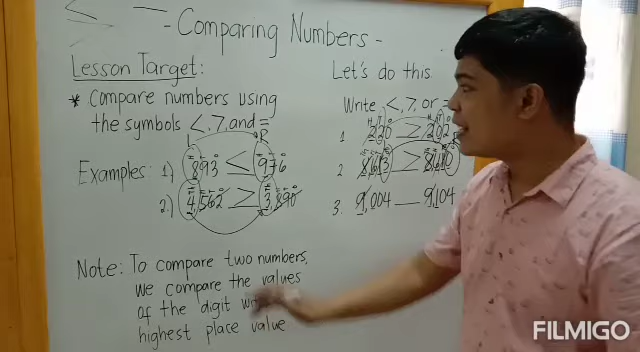 - Comparing Numbers -
Lesson Target:
* Compare numbers using
the symbols <, >, and =
Examples: 1.) 893 < 976
2.) 4,562 > 3,890
Note: To compare two numbers,
we compare the values
of the digit
highest place value
Let's do this
Write <, >, or =
1. 220 > 202
2. 8,613 > 8,610
3. 9,004 __ 9,104
FILMIGO